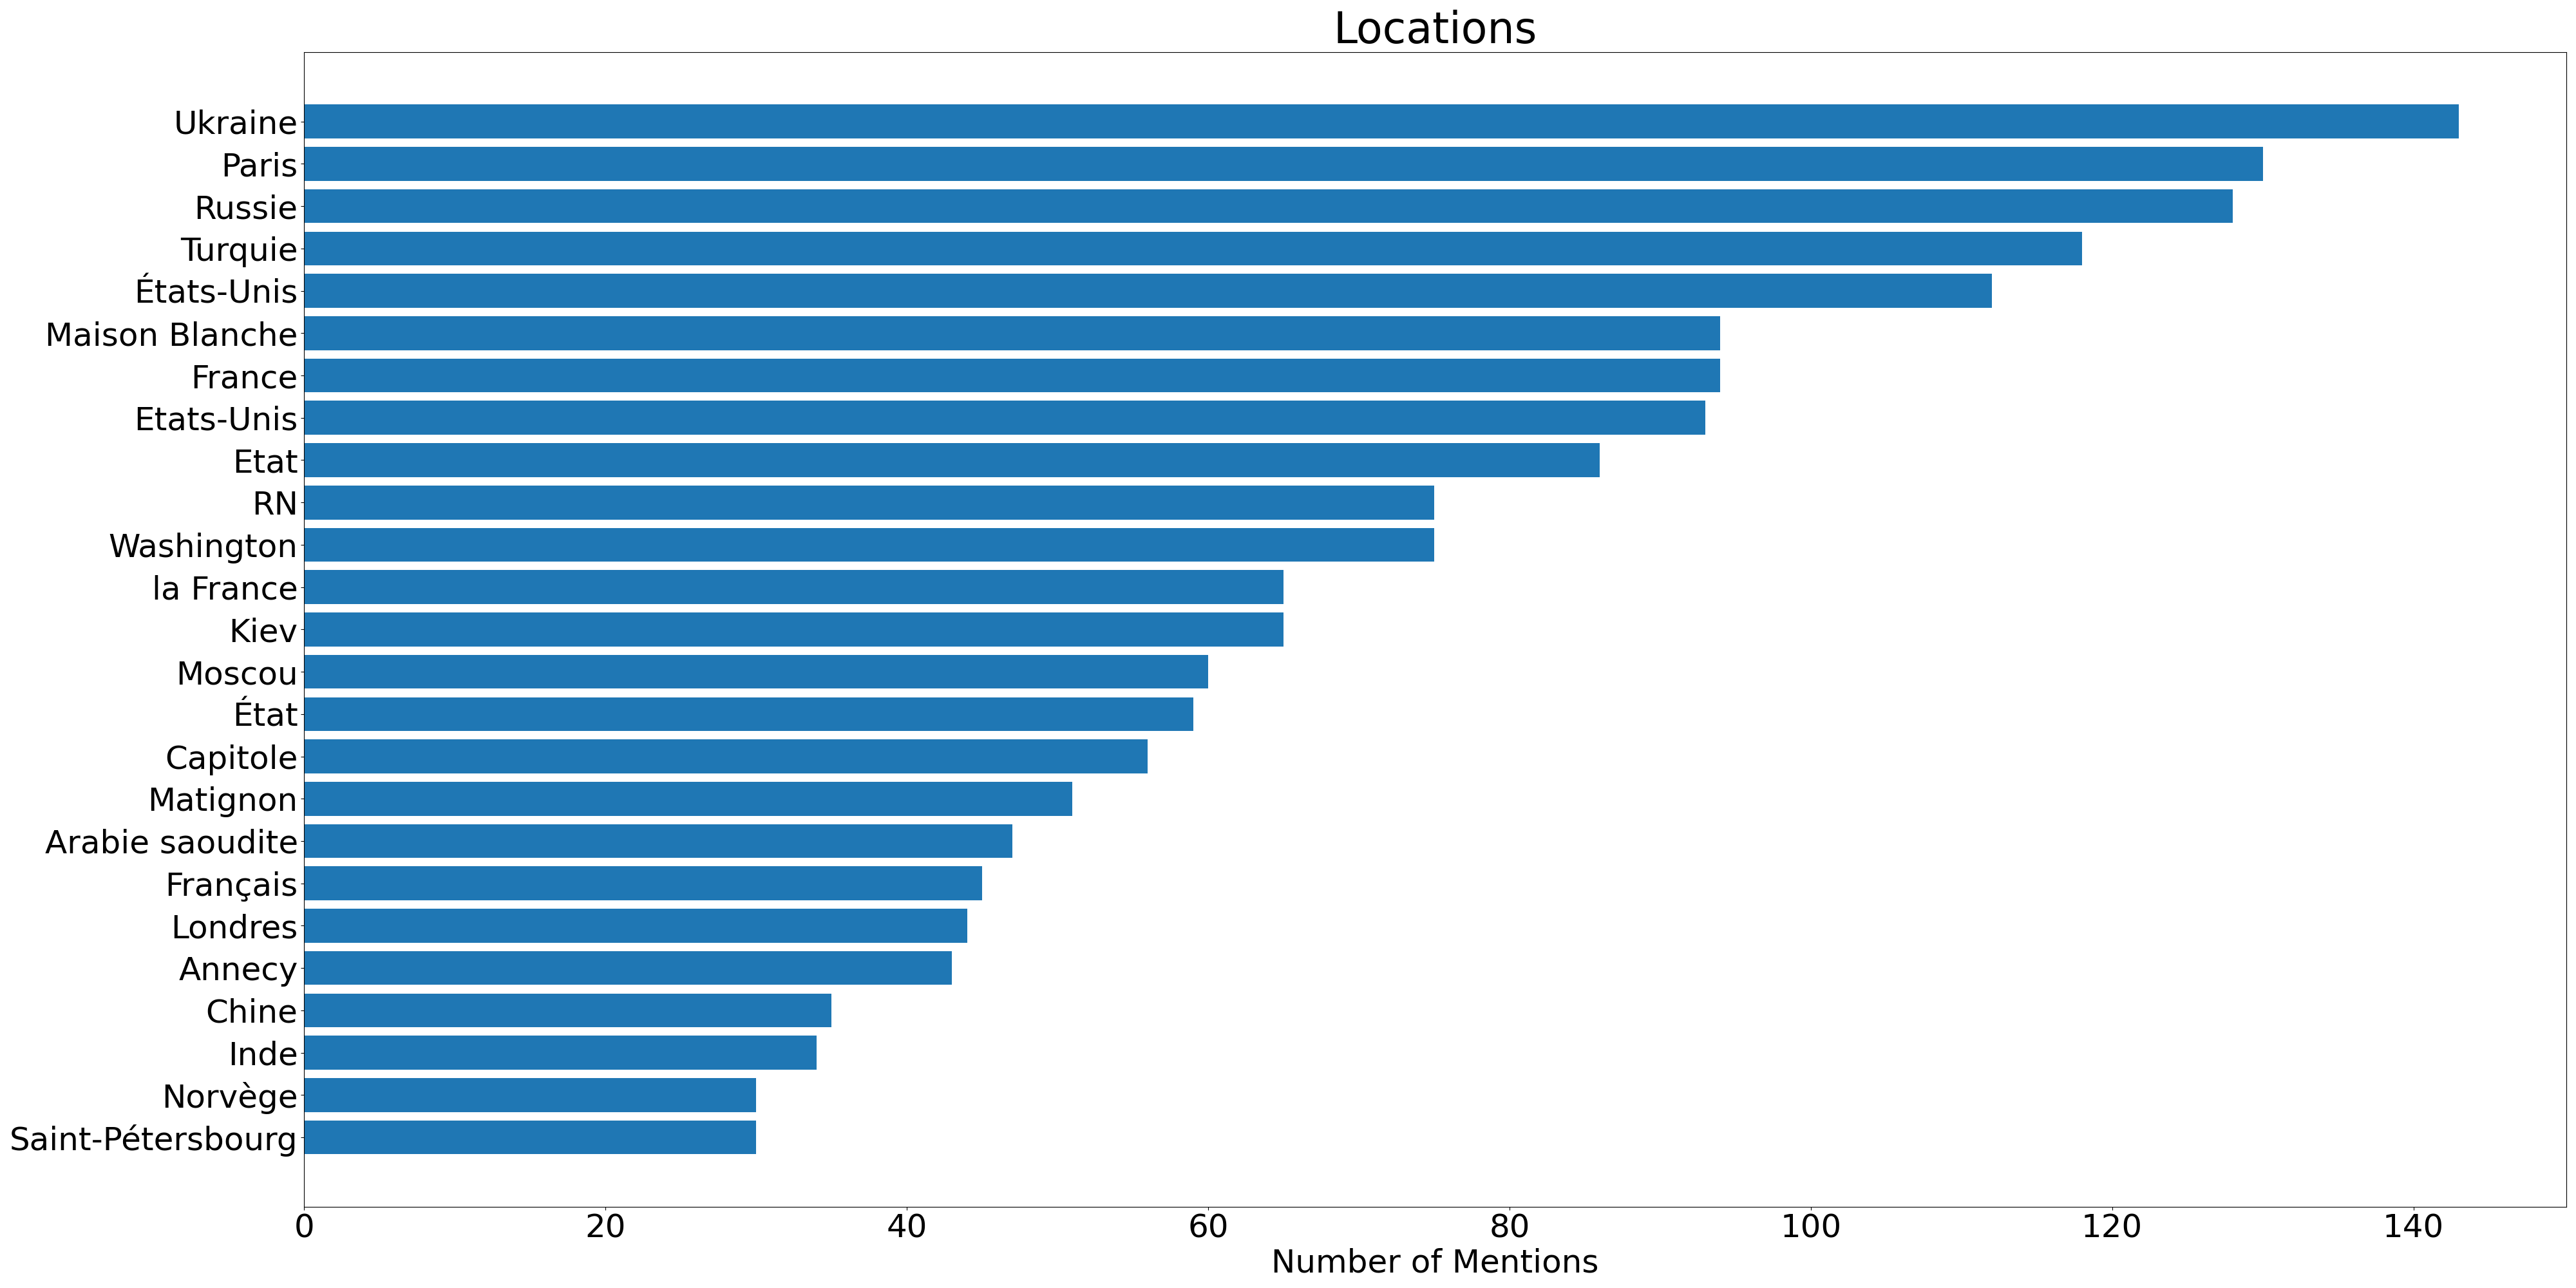 Locations
Ukraine
Paris
Russie
Turquie
États-Unis
Maison Blanche
France
Etats-Unis
Etat
RN
Washington
la France
Kiev
Moscou
État
Capitole
Matignon
Arabie saoudite
Français
Londres
Annecy
Chine
Inde
Norvège
Saint-Pétersbourg
0 20 40 60 80 100 120 140
Number of Mentions